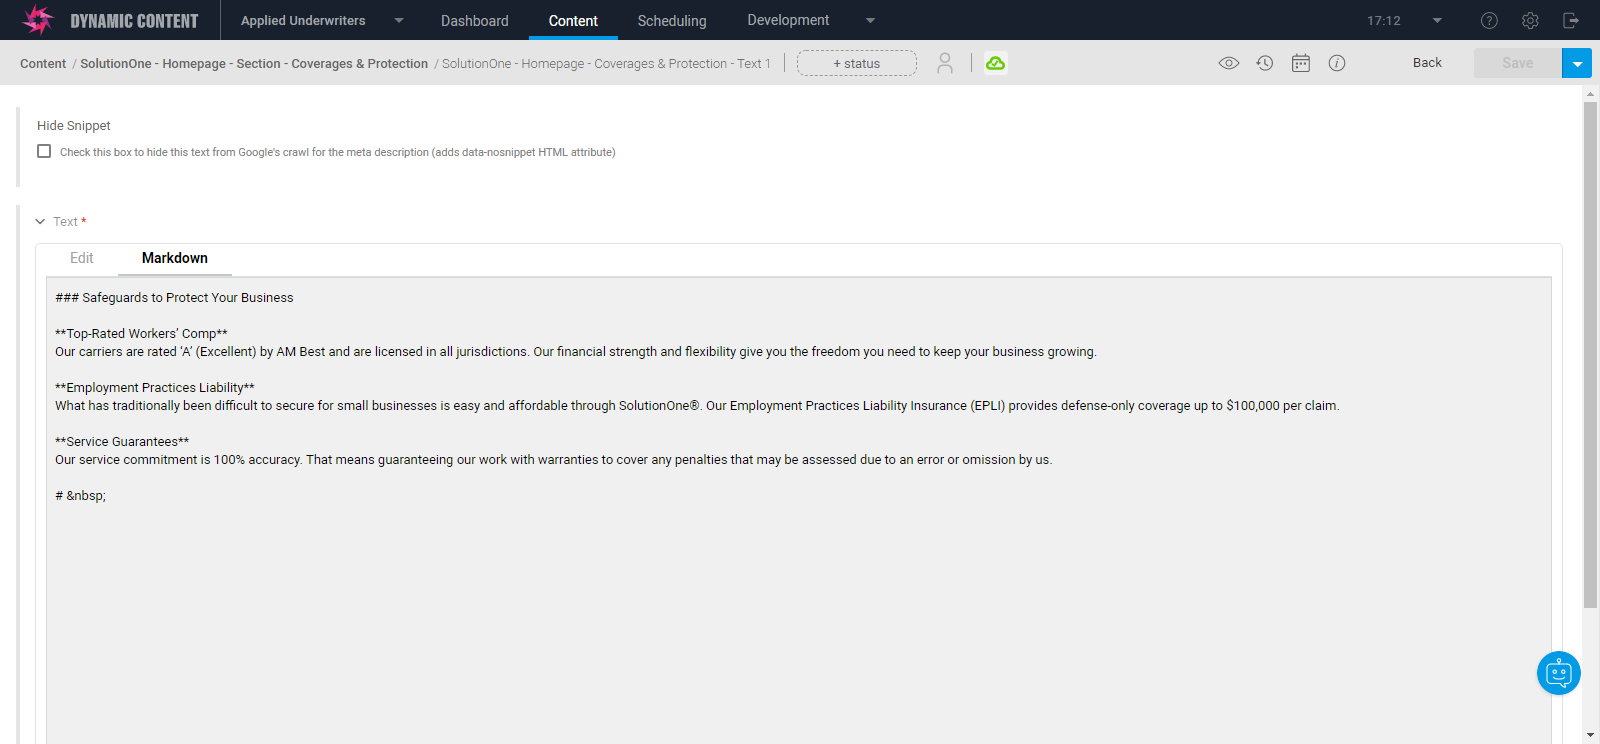 DYNAMIC CONTENT
Applied Underwriters
Dashboard
Content
Scheduling
Development
17:12
Content / SolutionOne - Homepage - Section - Coverages & Protection / SolutionOne - Homepage - Coverages & Protection - Text 1
+ status
Back
Save
Hide Snippet
Check this box to hide this text from Google's crawl for the meta description (adds data-nosnippet HTML attribute)
Text *
Edit
Markdown
### Safeguards to Protect Your Business
**Top-Rated Workers’ Comp**
Our carriers are rated ‘A’ (Excellent) by AM Best and are licensed in all jurisdictions. Our financial strength and flexibility give you the freedom you need to keep your business growing.
**Employment Practices Liability**
What has traditionally been difficult to secure for small businesses is easy and affordable through SolutionOne®. Our Employment Practices Liability Insurance (EPLI) provides defense-only coverage up to $100,000 per claim.
**Service Guarantees**
Our service commitment is 100% accuracy. That means guaranteeing our work with warranties to cover any penalties that may be assessed due to an error or omission by us.
# &nbsp;